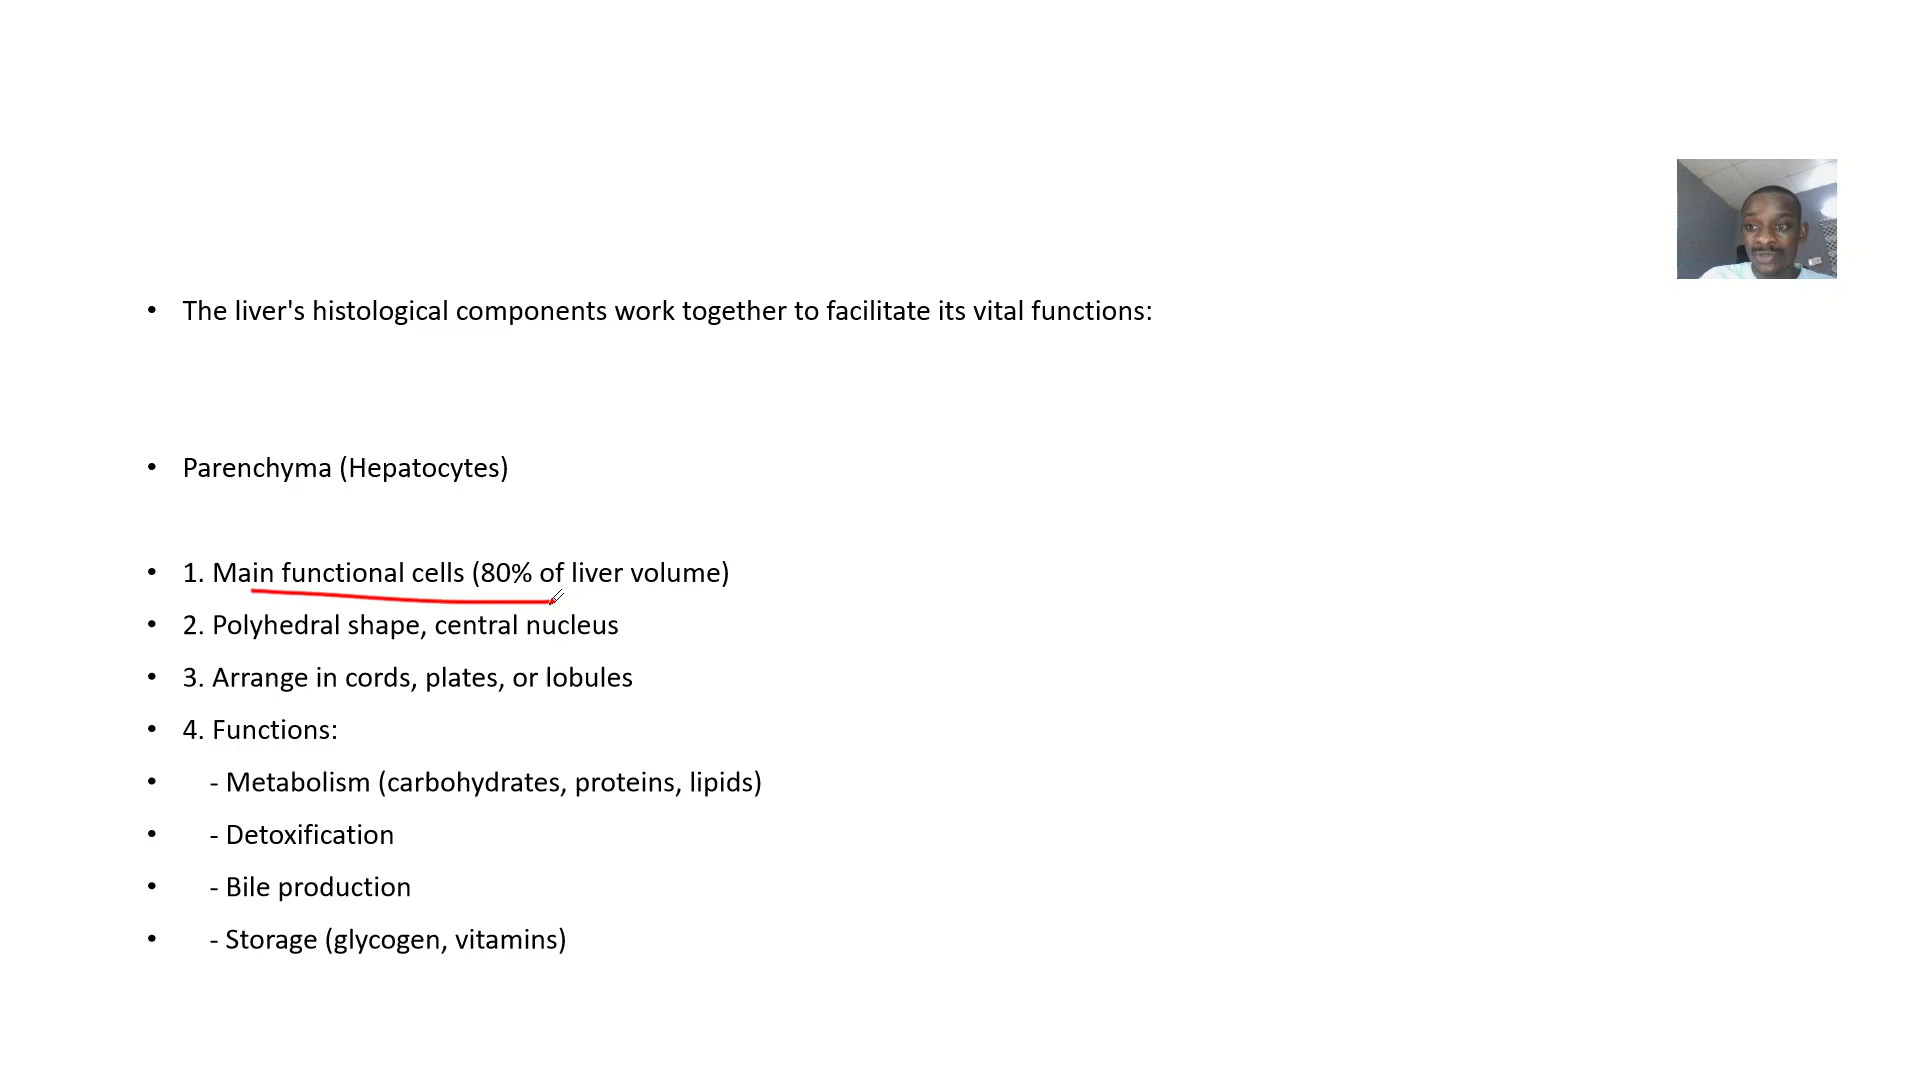 • The liver's histological components work together to facilitate its vital functions:
• Parenchyma (Hepatocytes)
• 1. Main functional cells (80% of liver volume)
• 2. Polyhedral shape, central nucleus
• 3. Arrange in cords, plates, or lobules
• 4. Functions:
• - Metabolism (carbohydrates, proteins, lipids)
• - Detoxification
• - Bile production
• - Storage (glycogen, vitamins)